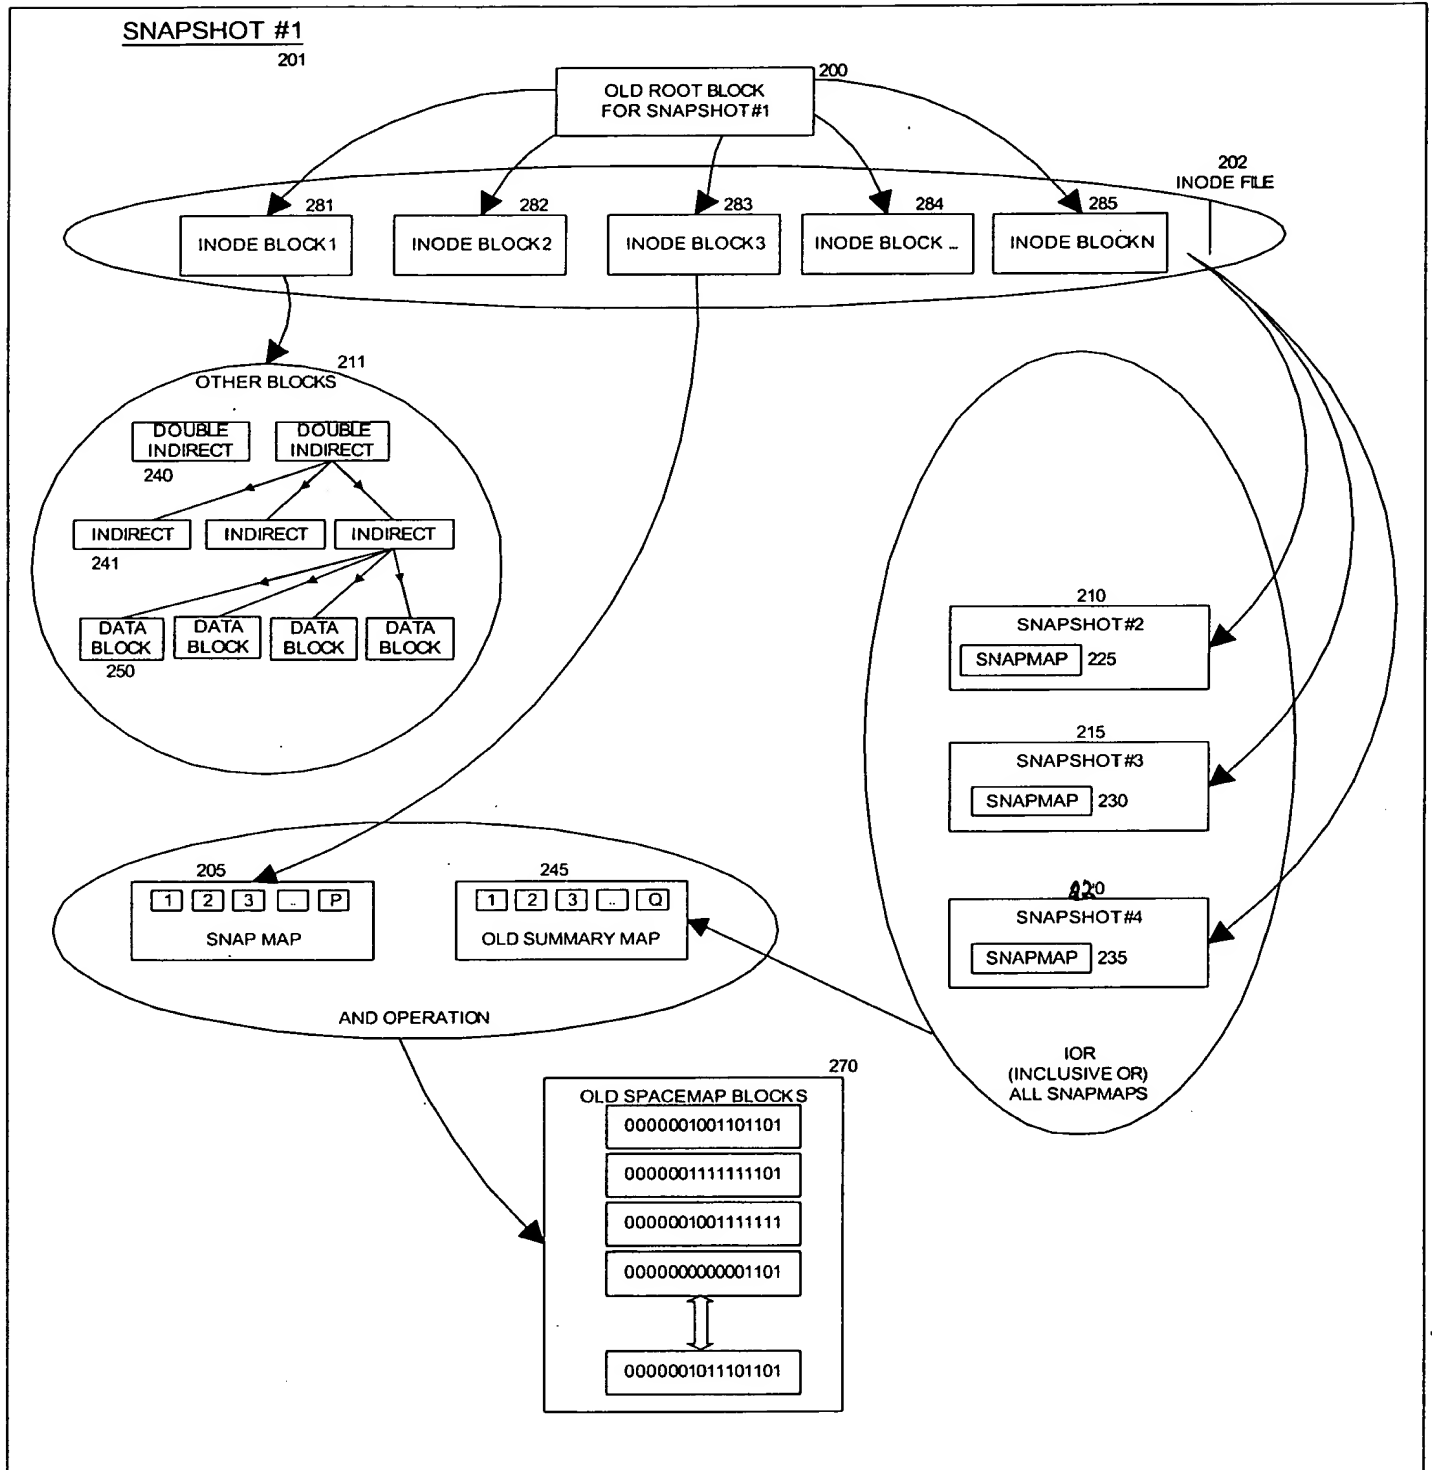 SNAPSHOT #1
201
200
OLD ROOT BLOCK
FOR SNAPSHOT#1
202
INODE FILE
281
282
283
284
285
INODE BLOCK1
INODE BLOCK2
INODE BLOCK3
INODE BLOCK ...
INODE BLOCKN
211
OTHER BLOCKS
DOUBLE
INDIRECT
DOUBLE
INDIRECT
240
INDIRECT
INDIRECT
INDIRECT
241
DATA
BLOCK
DATA
BLOCK
DATA
BLOCK
DATA
BLOCK
250
210
SNAPSHOT#2
SNAPMAP
225
215
SNAPSHOT#3
SNAPMAP
230
220
SNAPSHOT#4
SNAPMAP
235
IOR
(INCLUSIVE OR)
ALL SNAPMAPS
205
1 2 3 .. P
SNAP MAP
245
1 2 3 .. Q
OLD SUMMARY MAP
AND OPERATION
270
OLD SPACEMAP BLOCKS
0000001001101101
0000001111111101
0000001001111111
0000000000001101
0000001011101101